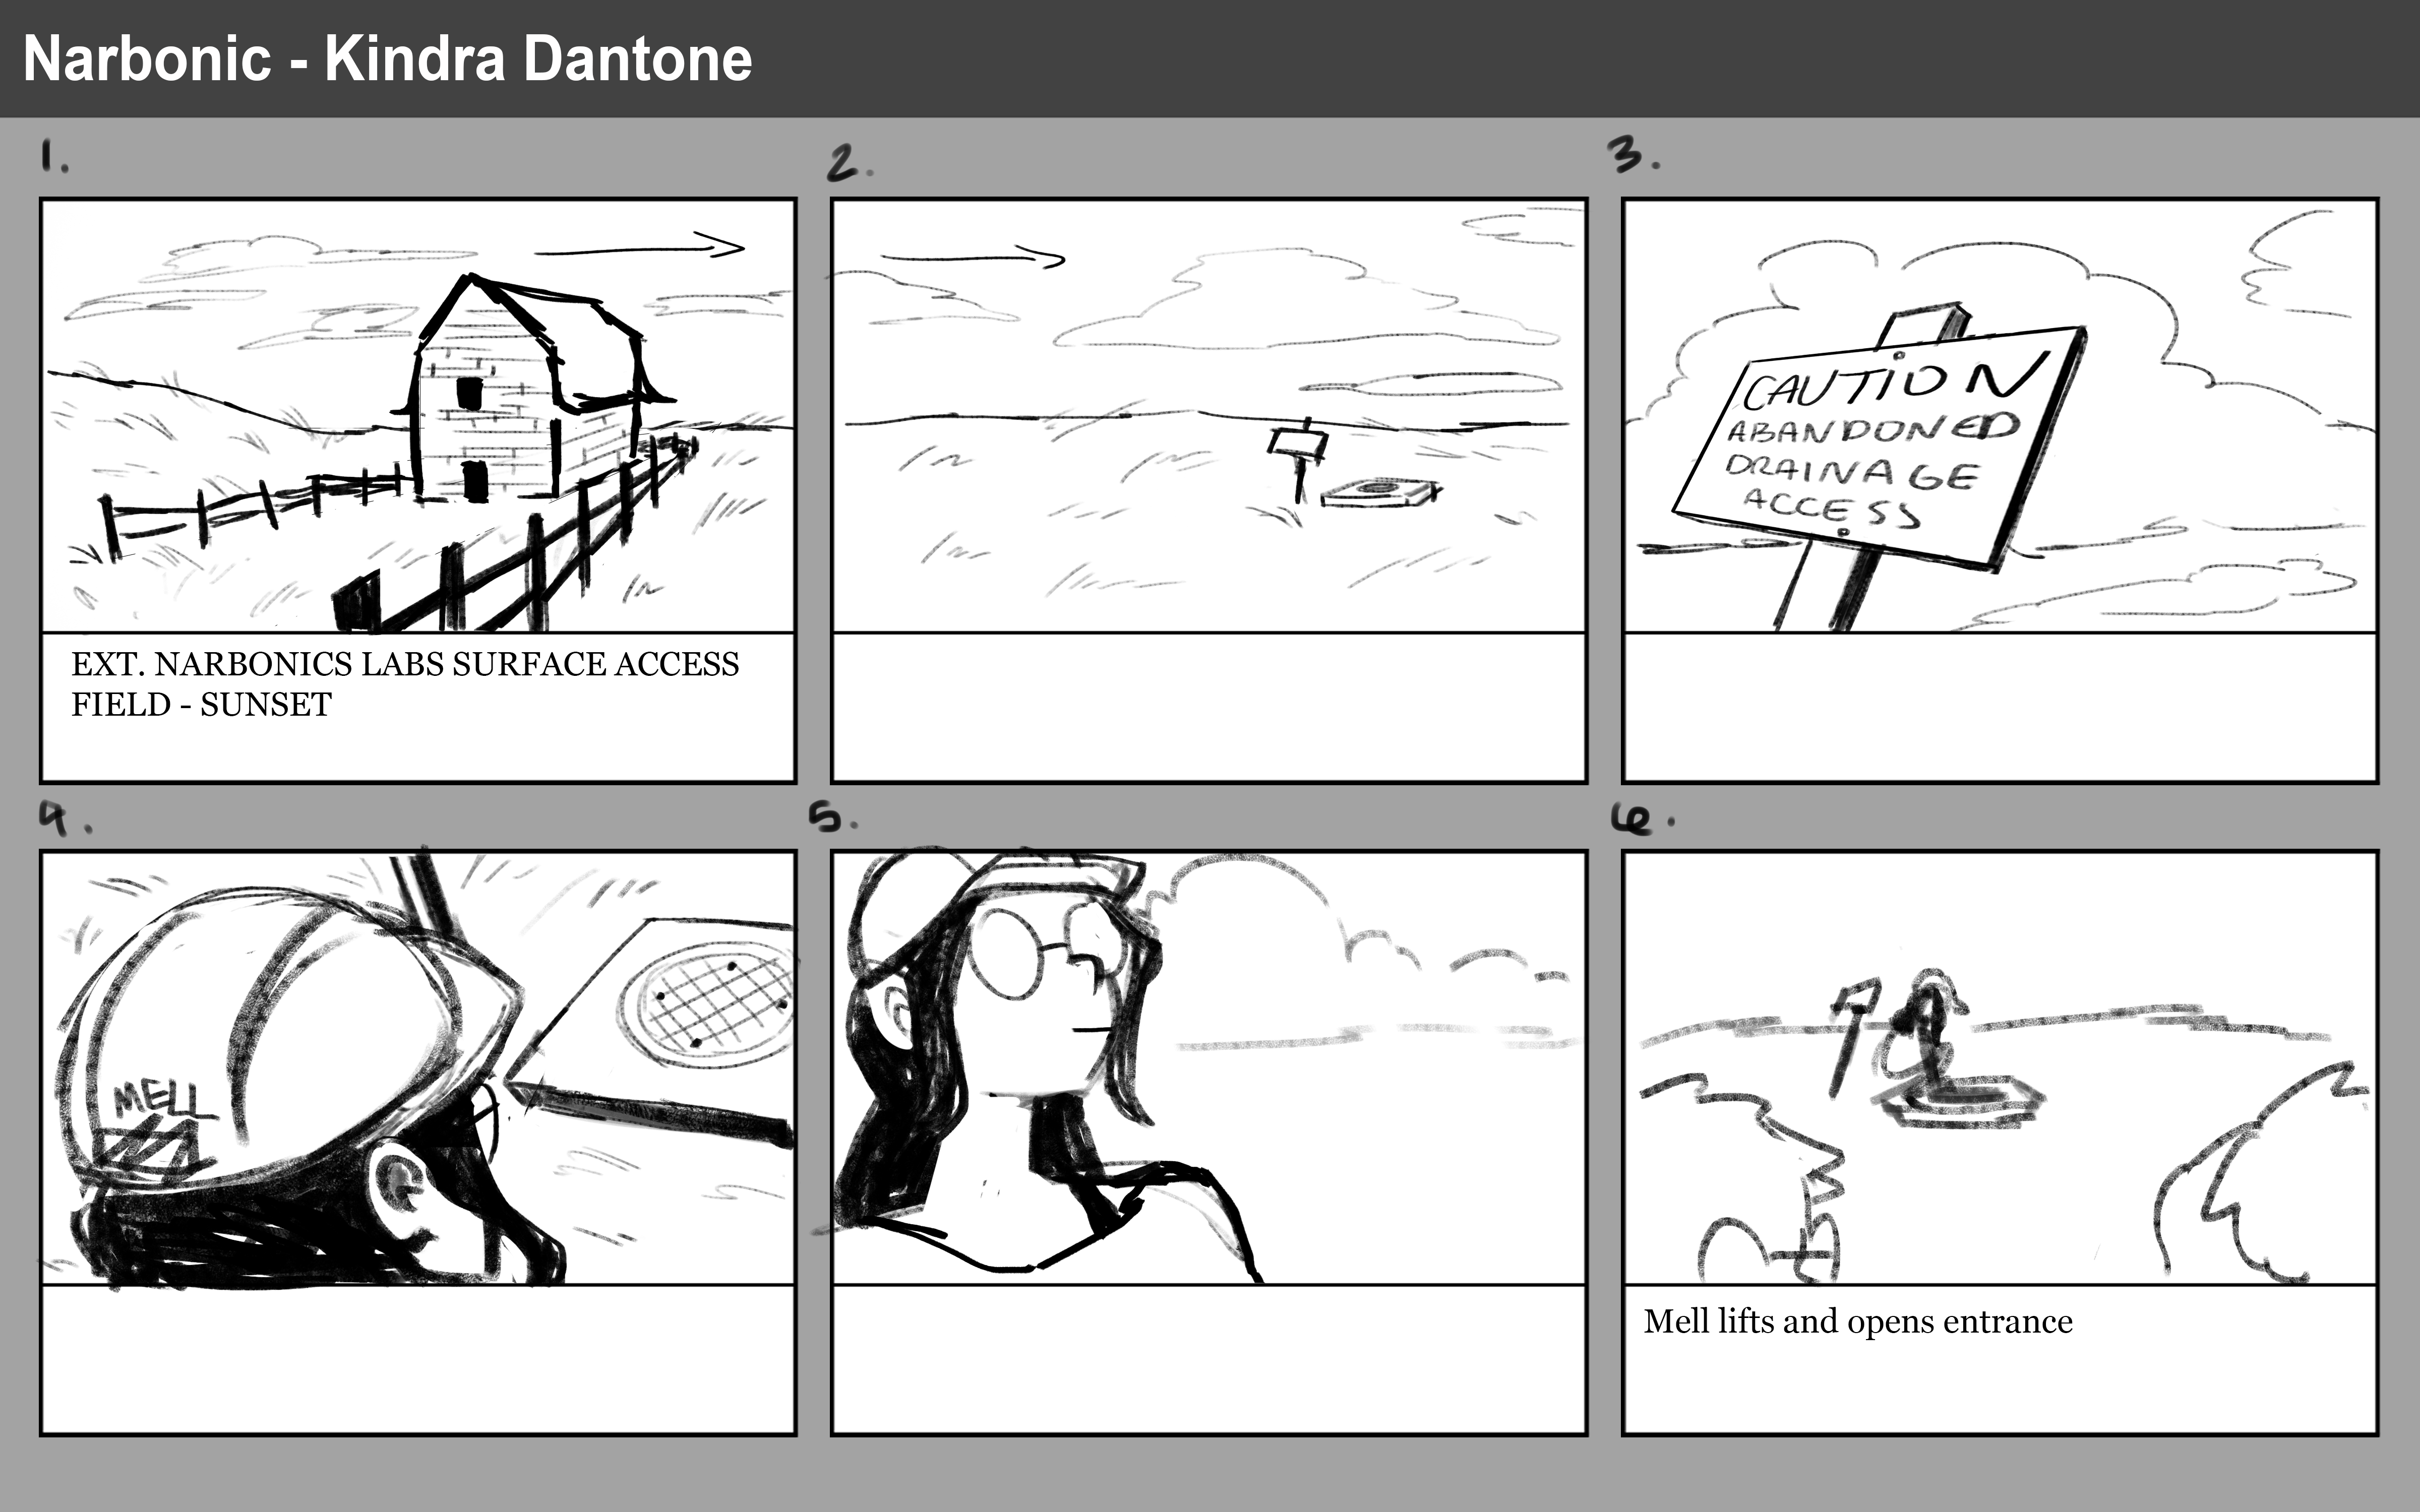 Narbonic - Kindra Dantone
1.
2.
3.
EXT. NARBONICS LABS SURFACE ACCESS
FIELD - SUNSET
CAUTION
ABANDONED
DRAINAGE
ACCESS
4.
5.
6.
MELL
Mell lifts and opens entrance